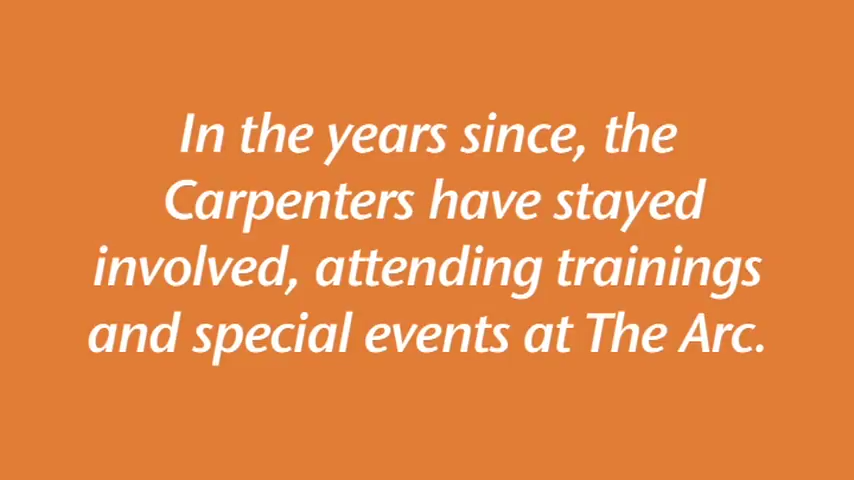 In the years since, the
Carpenters have stayed
involved, attending trainings
and special events at The Arc.